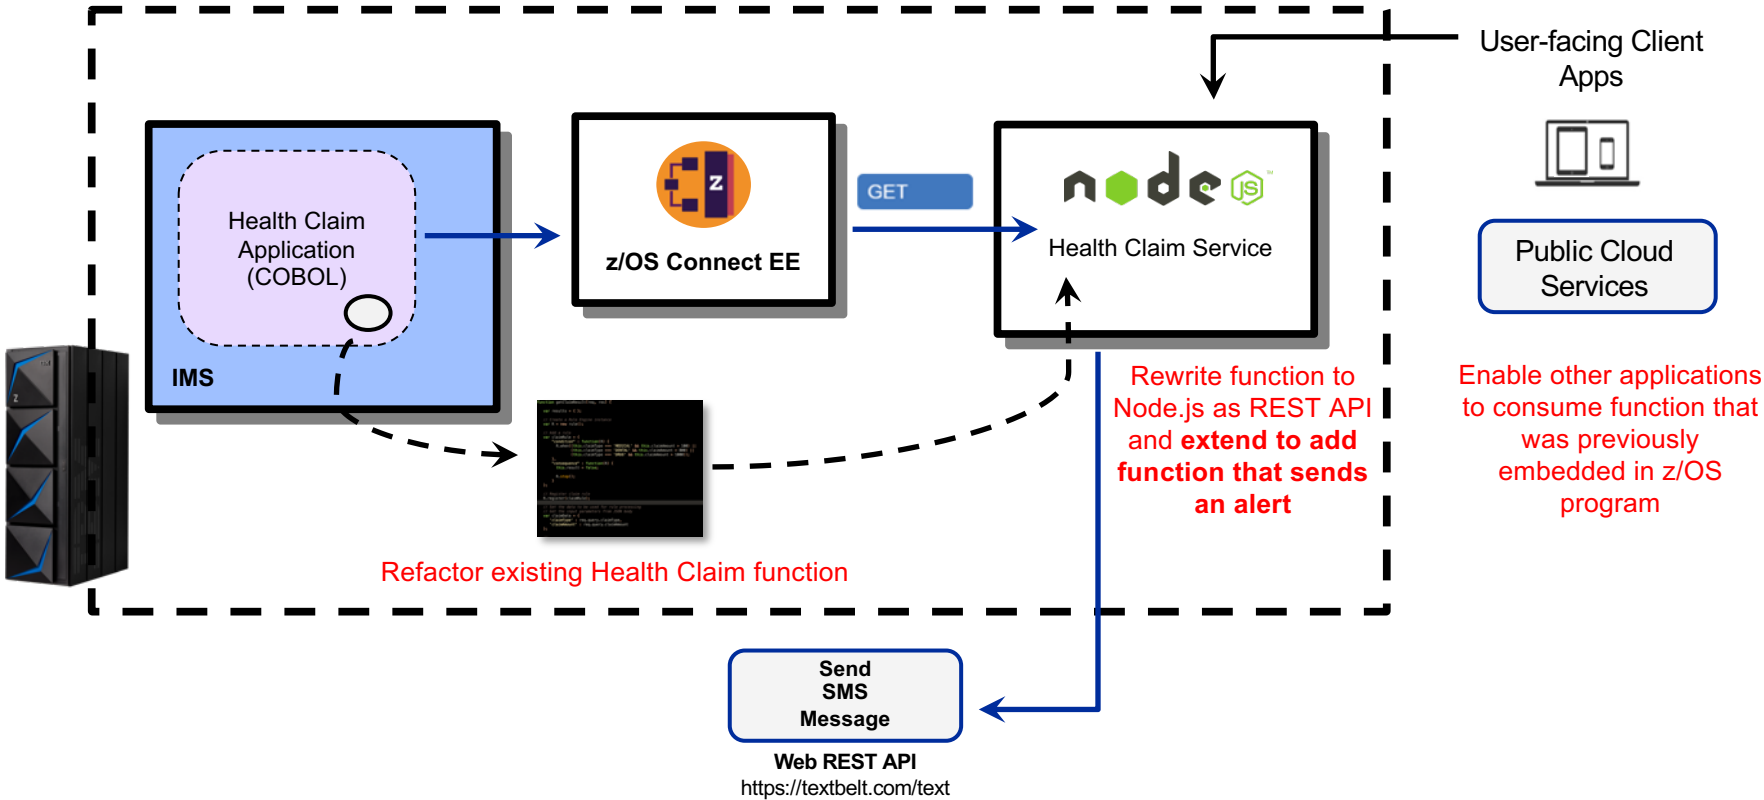 User-facing Client
Apps
Health Claim
Application
(COBOL)
IMS
Z
z/OS Connect EE
GET
node
JS
Health Claim Service
Public Cloud
Services
Rewrite function to
Node.js as REST API
and extend to add
function that sends
an alert
Enable other applications
to consume function that
was previously
embedded in z/OS
program
Refactor existing Health Claim function
Send
SMS
Message
Web REST API
https://textbelt.com/text